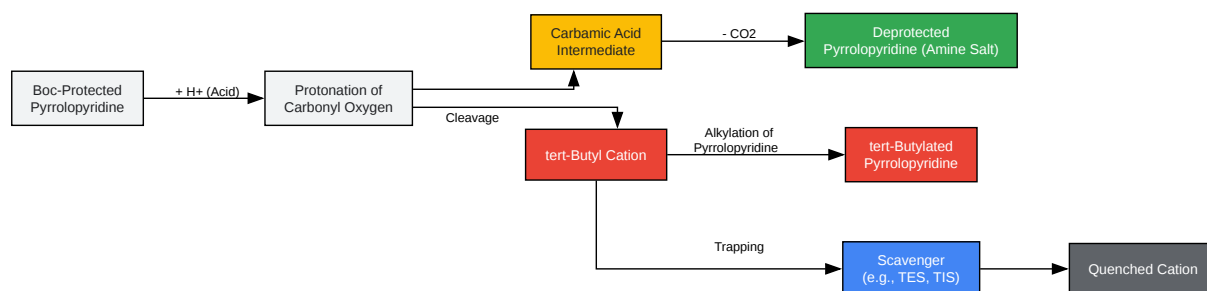 Boc-Protected
Pyrrolopyridine
+ H+ (Acid)
Protonation of
Carbonyl Oxygen
Cleavage
Carbamic Acid
Intermediate
- CO2
Deprotected
Pyrrolopyridine (Amine Salt)
tert-Butyl Cation
Alkylation of
Pyrrolopyridine
tert-Butylated
Pyrrolopyridine
Trapping
Scavenger
(e.g., TES, TIS)
Quenched Cation